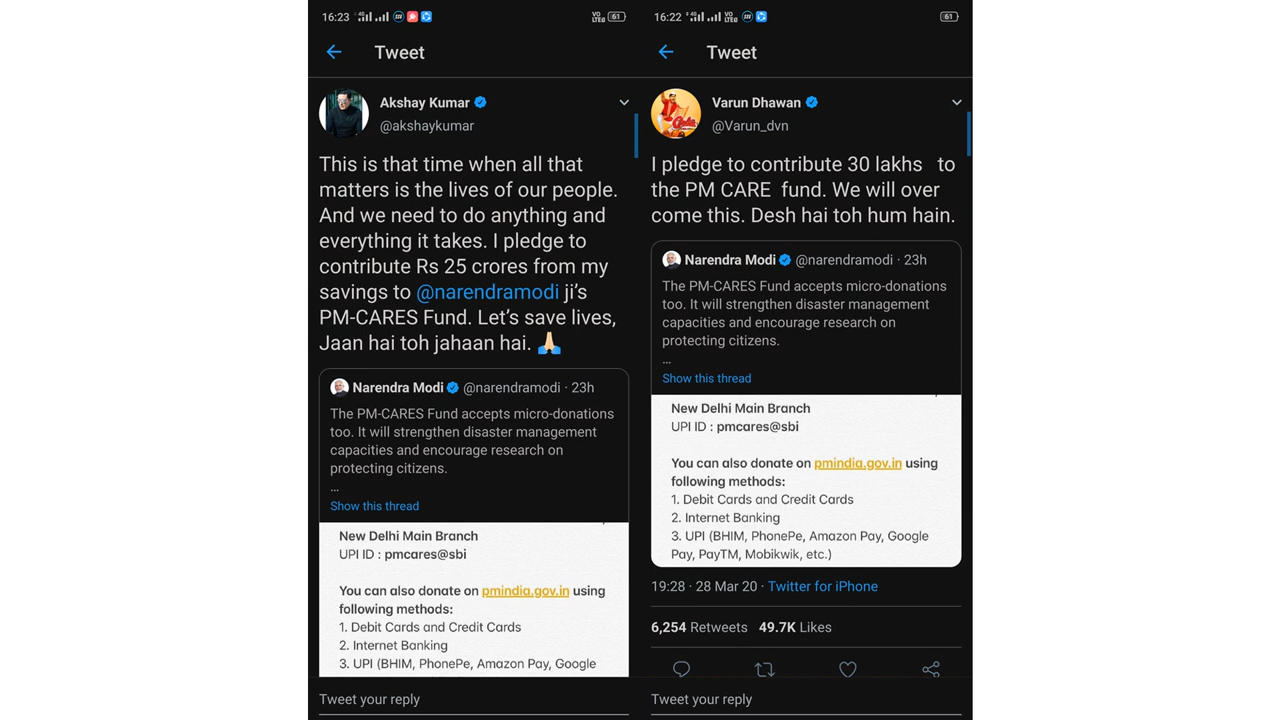 16:23
4G
VO LTEG
61
Tweet
Akshay Kumar
@akshaykumar
This is that time when all that
matters is the lives of our people.
And we need to do anything and
everything it takes. I pledge to
contribute Rs 25 crores from my
savings to @narendramodi ji’s
PM-CARES Fund. Let’s save lives,
Jaan hai toh jahaan hai. 🙏🏻
Narendra Modi @narendramodi · 23h
The PM-CARES Fund accepts micro-donations
too. It will strengthen disaster management
capacities and encourage research on
protecting citizens.
...
Show this thread
New Delhi Main Branch
UPI ID : pmcares@sbi
You can also donate on pmindia.gov.in using
following methods:
1. Debit Cards and Credit Cards
2. Internet Banking
3. UPI (BHIM, PhonePe, Amazon Pay, Google
Tweet your reply
16:22
4G
VO LTEG
61
Tweet
Varun Dhawan
@Varun_dvn
I pledge to contribute 30 lakhs  to
the PM CARE  fund. We will over
come this. Desh hai toh hum hain.
Narendra Modi @narendramodi · 23h
The PM-CARES Fund accepts micro-donations
too. It will strengthen disaster management
capacities and encourage research on
protecting citizens.
...
Show this thread
New Delhi Main Branch
UPI ID : pmcares@sbi
You can also donate on pmindia.gov.in using
following methods:
1. Debit Cards and Credit Cards
2. Internet Banking
3. UPI (BHIM, PhonePe, Amazon Pay, Google
Pay, PayTM, Mobikwik, etc.)
19:28 · 28 Mar 20 · Twitter for iPhone
6,254 Retweets 49.7K Likes
Tweet your reply